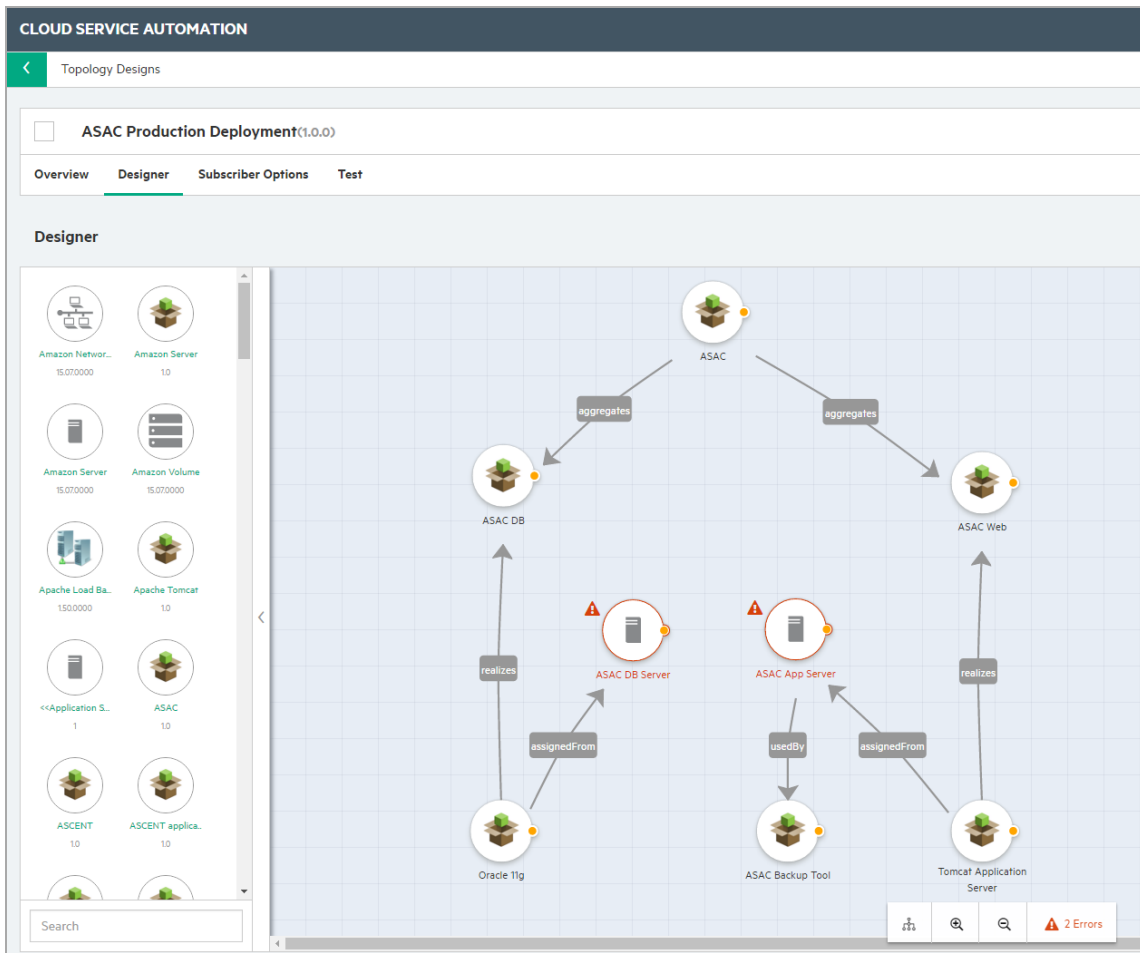 CLOUD SERVICE AUTOMATION
Topology Designs
ASAC Production Deployment(1.0.0)
Overview Designer Subscriber Options Test
Designer
Amazon Networ... Amazon Server
15.07.0000 1.0
Amazon Server Amazon Volume
15.07.0000 15.07.0000
Apache Load Ba... Apache Tomcat
1.50.0000 1.0
<<Application S... ASAC
1 1.0
ASCENT ASCENT applica...
1.0 1.0
Search
ASAC
aggregates aggregates
ASAC DB ASAC Web
ASAC DB Server ASAC App Server
realizes realizes
assignedFrom usedBy assignedFrom
Oracle 11g ASAC Backup Tool Tomcat Application
Server
2 Errors